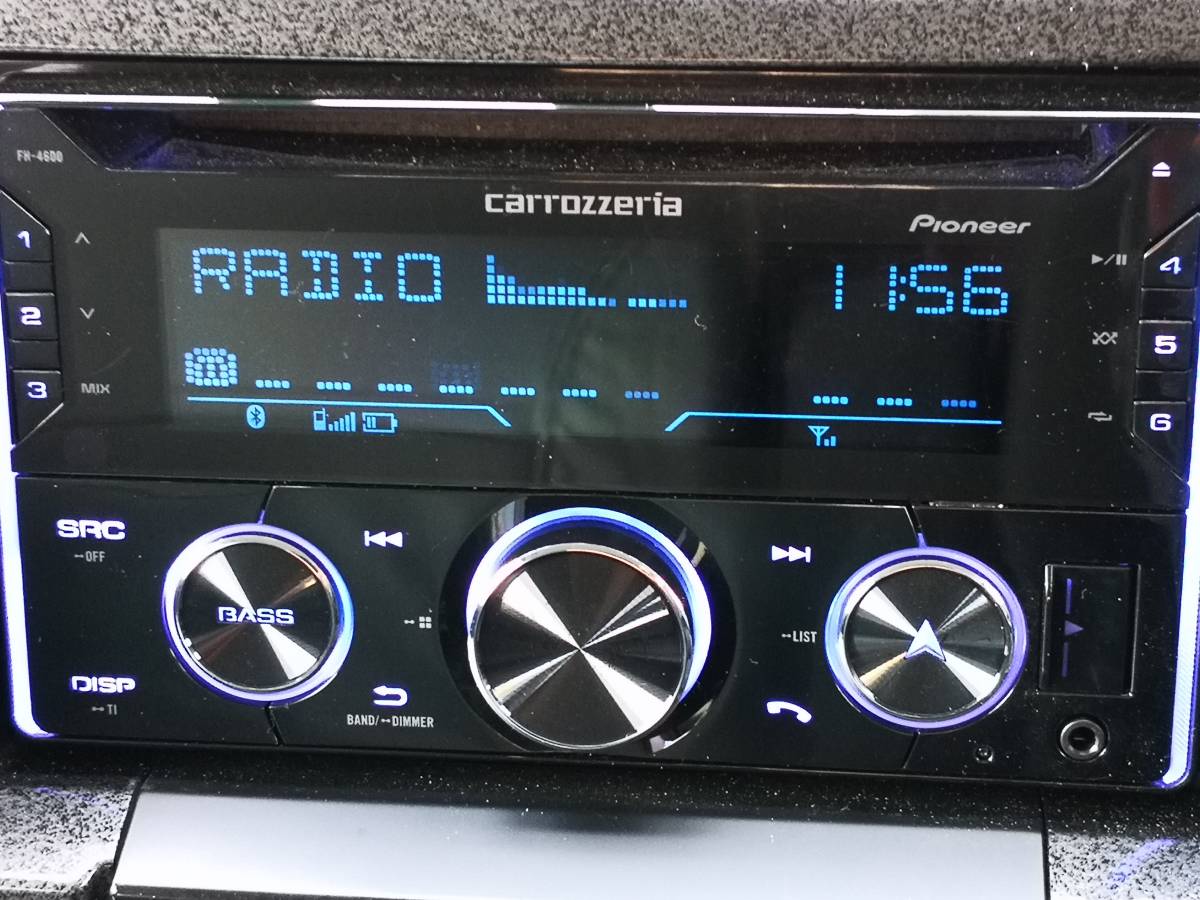 FH-4600
carrozzeria
Pioneer
RADIO
11:56
1
2
3
MIX
4
5
6
SRC
OFF
BASS
DISP
TI
BAND/ DIMMER
LIST